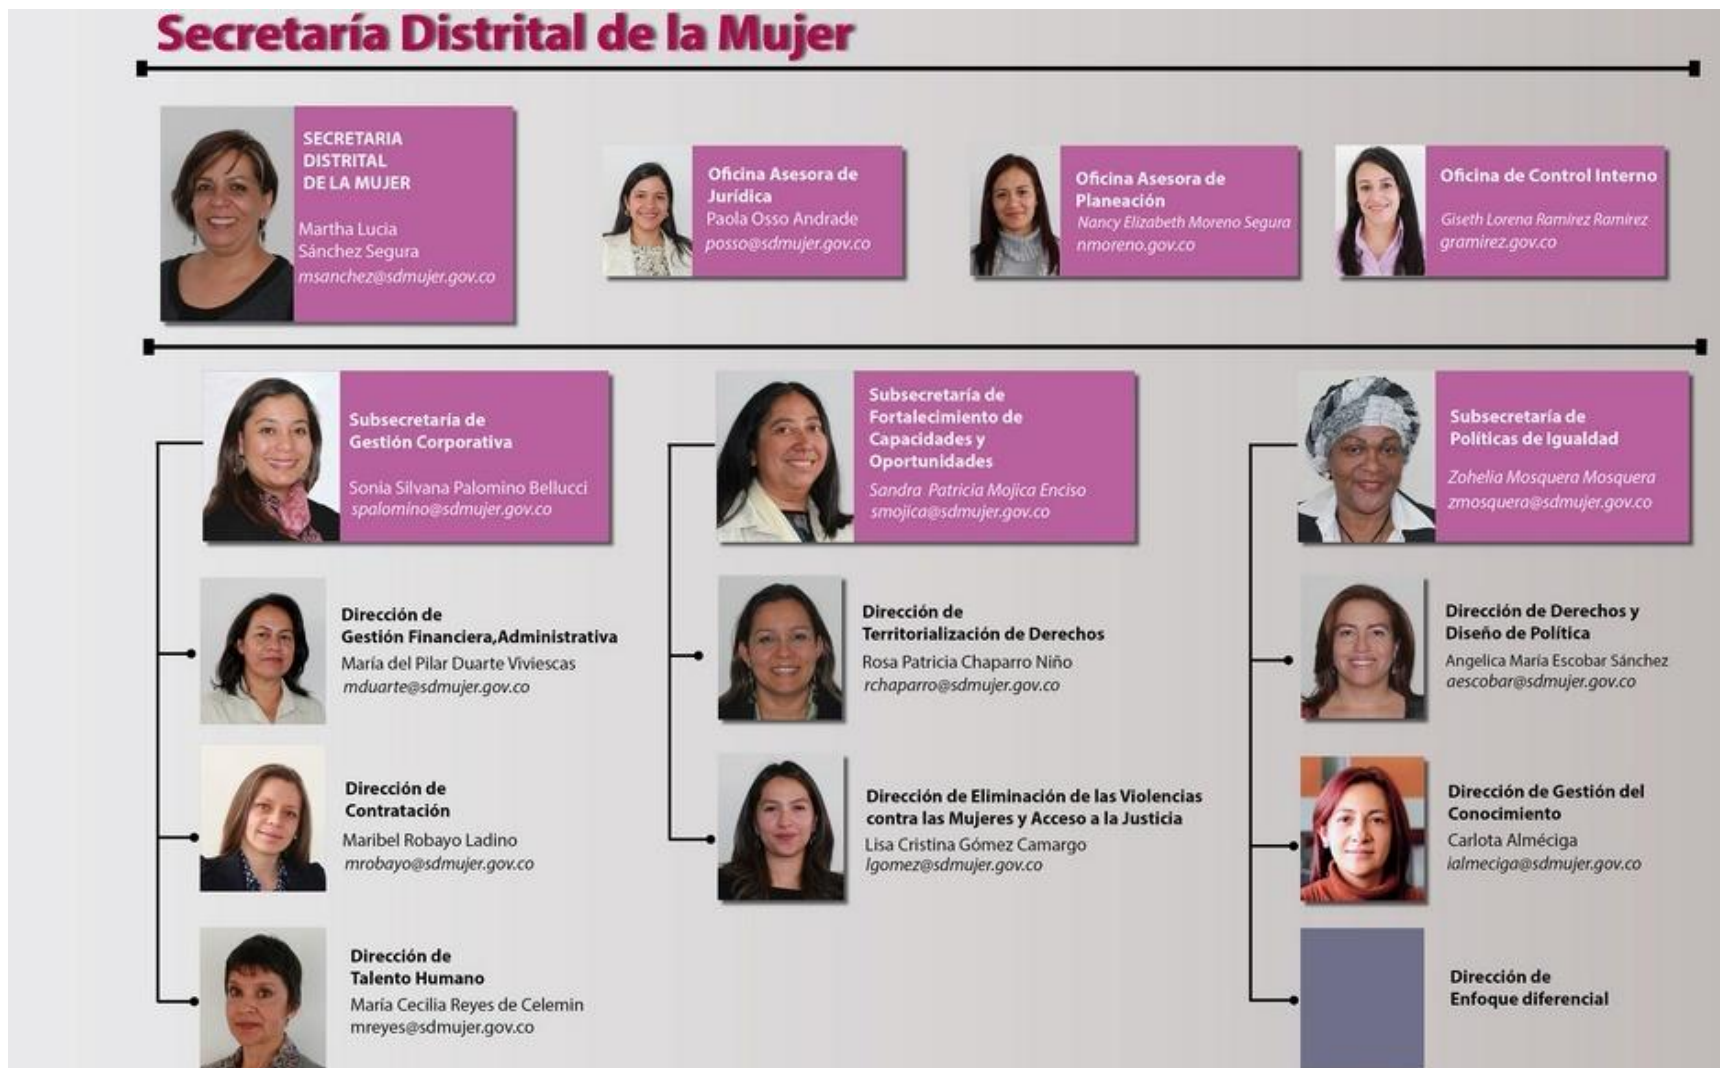 Secretaría Distrital de la Mujer
SECRETARIA
DISTRITAL
DE LA MUJER
Martha Lucia
Sánchez Segura
msanchez@sdmujer.gov.co
Oficina Asesora de
Jurídica
Paola Osso Andrade
posso@sdmujer.gov.co
Oficina Asesora de
Planeación
Nancy Elizabeth Moreno Segura
nmoreno.gov.co
Oficina de Control Interno
Giseth Lorena Ramírez Ramírez
gramirez.gov.co
Subsecretaría de
Gestión Corporativa
Sonia Silvana Palomino Bellucci
spalomino@sdmujer.gov.co
Subsecretaría de
Fortalecimiento de
Capacidades y
Oportunidades
Sandra Patricia Mojica Enciso
smojica@sdmujer.gov.co
Subsecretaría de
Políticas de Igualdad
Zohelia Mosquera Mosquera
zmosquera@sdmujer.gov.co
Dirección de
Gestión Financiera,Administrativa
María del Pilar Duarte Viviescas
mduarte@sdmujer.gov.co
Dirección de
Territorialización de Derechos
Rosa Patricia Chaparro Niño
rchaparro@sdmujer.gov.co
Dirección de Derechos y
Diseño de Política
Angelica María Escobar Sánchez
aescobar@sdmujer.gov.co
Dirección de
Contratación
Maribel Robayo Ladino
mrobayo@sdmujer.gov.co
Dirección de Eliminación de las Violencias
contra las Mujeres y Acceso a la Justicia
Lisa Cristina Gómez Camargo
lgomez@sdmujer.gov.co
Dirección de Gestión del
Conocimiento
Carlota Alméciga
ialmeciga@sdmujer.gov.co
Dirección de
Talento Humano
María Cecilia Reyes de Celemin
mreyes@sdmujer.gov.co
Dirección de
Enfoque diferencial